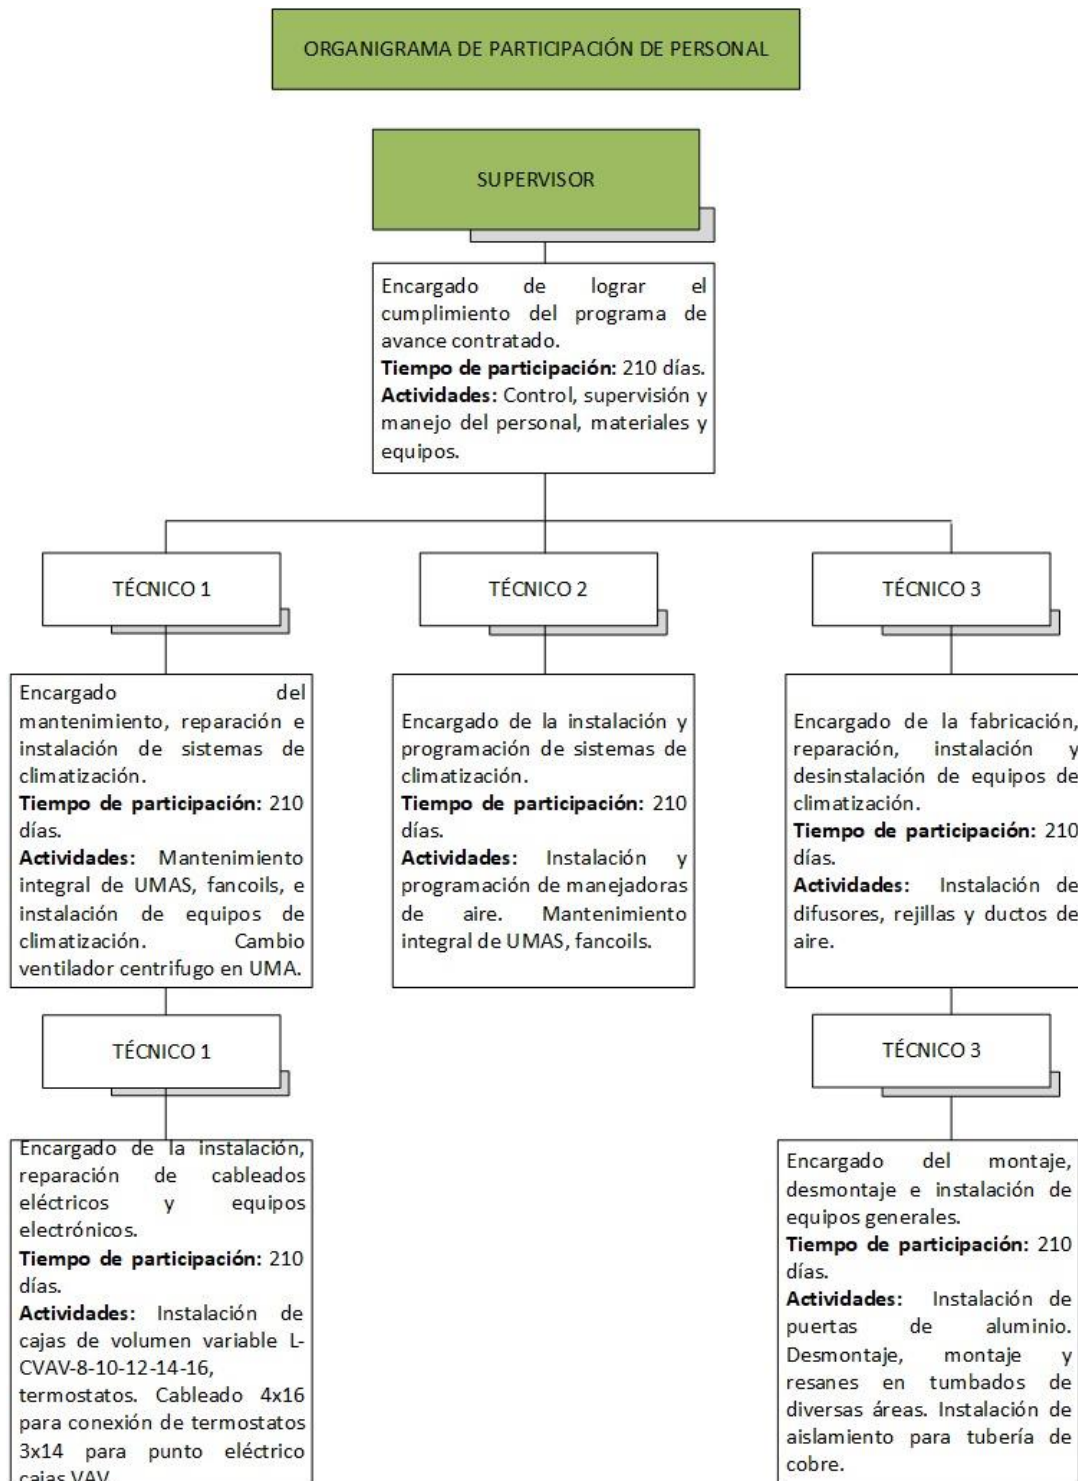 ORGANIGRAMA DE PARTICIPACIÓN DE PERSONAL
SUPERVISOR
Encargado de lograr el
cumplimiento del programa de
avance contratado.
Tiempo de participación: 210 días.
Actividades: Control, supervisión y
manejo del personal, materiales y
equipos.
TÉCNICO 1
Encargado del
mantenimiento, reparación e
instalación de sistemas de
climatización.
Tiempo de participación: 210
días.
Actividades: Mantenimiento
integral de UMAS, fancoils, e
instalación de equipos de
climatización. Cambio
ventilador centrifugo en UMA.
TÉCNICO 2
Encargado de la instalación y
programación de sistemas de
climatización.
Tiempo de participación: 210
días.
Actividades: Instalación y
programación de manejadoras
de aire. Mantenimiento
integral de UMAS, fancoils.
TÉCNICO 3
Encargado de la fabricación,
reparación, instalación y
desinstalación de equipos de
climatización.
Tiempo de participación: 210
días.
Actividades: Instalación de
difusores, rejillas y ductos de
aire.
TÉCNICO 1
Encargado de la instalación,
reparación de cableados
eléctricos y equipos
electrónicos.
Tiempo de participación: 210
días.
Actividades: Instalación de
cajas de volumen variable L-
CVAV-8-10-12-14-16,
termostatos. Cableado 4x16
para conexión de termostatos
3x14 para punto eléctrico
cajas VAV
TÉCNICO 3
Encargado del montaje,
desmontaje e instalación de
equipos generales.
Tiempo de participación: 210
días.
Actividades: Instalación de
puertas de aluminio.
Desmontaje, montaje y
resanes en tumbados de
diversas áreas. Instalación de
aislamiento para tubería de
cobre.